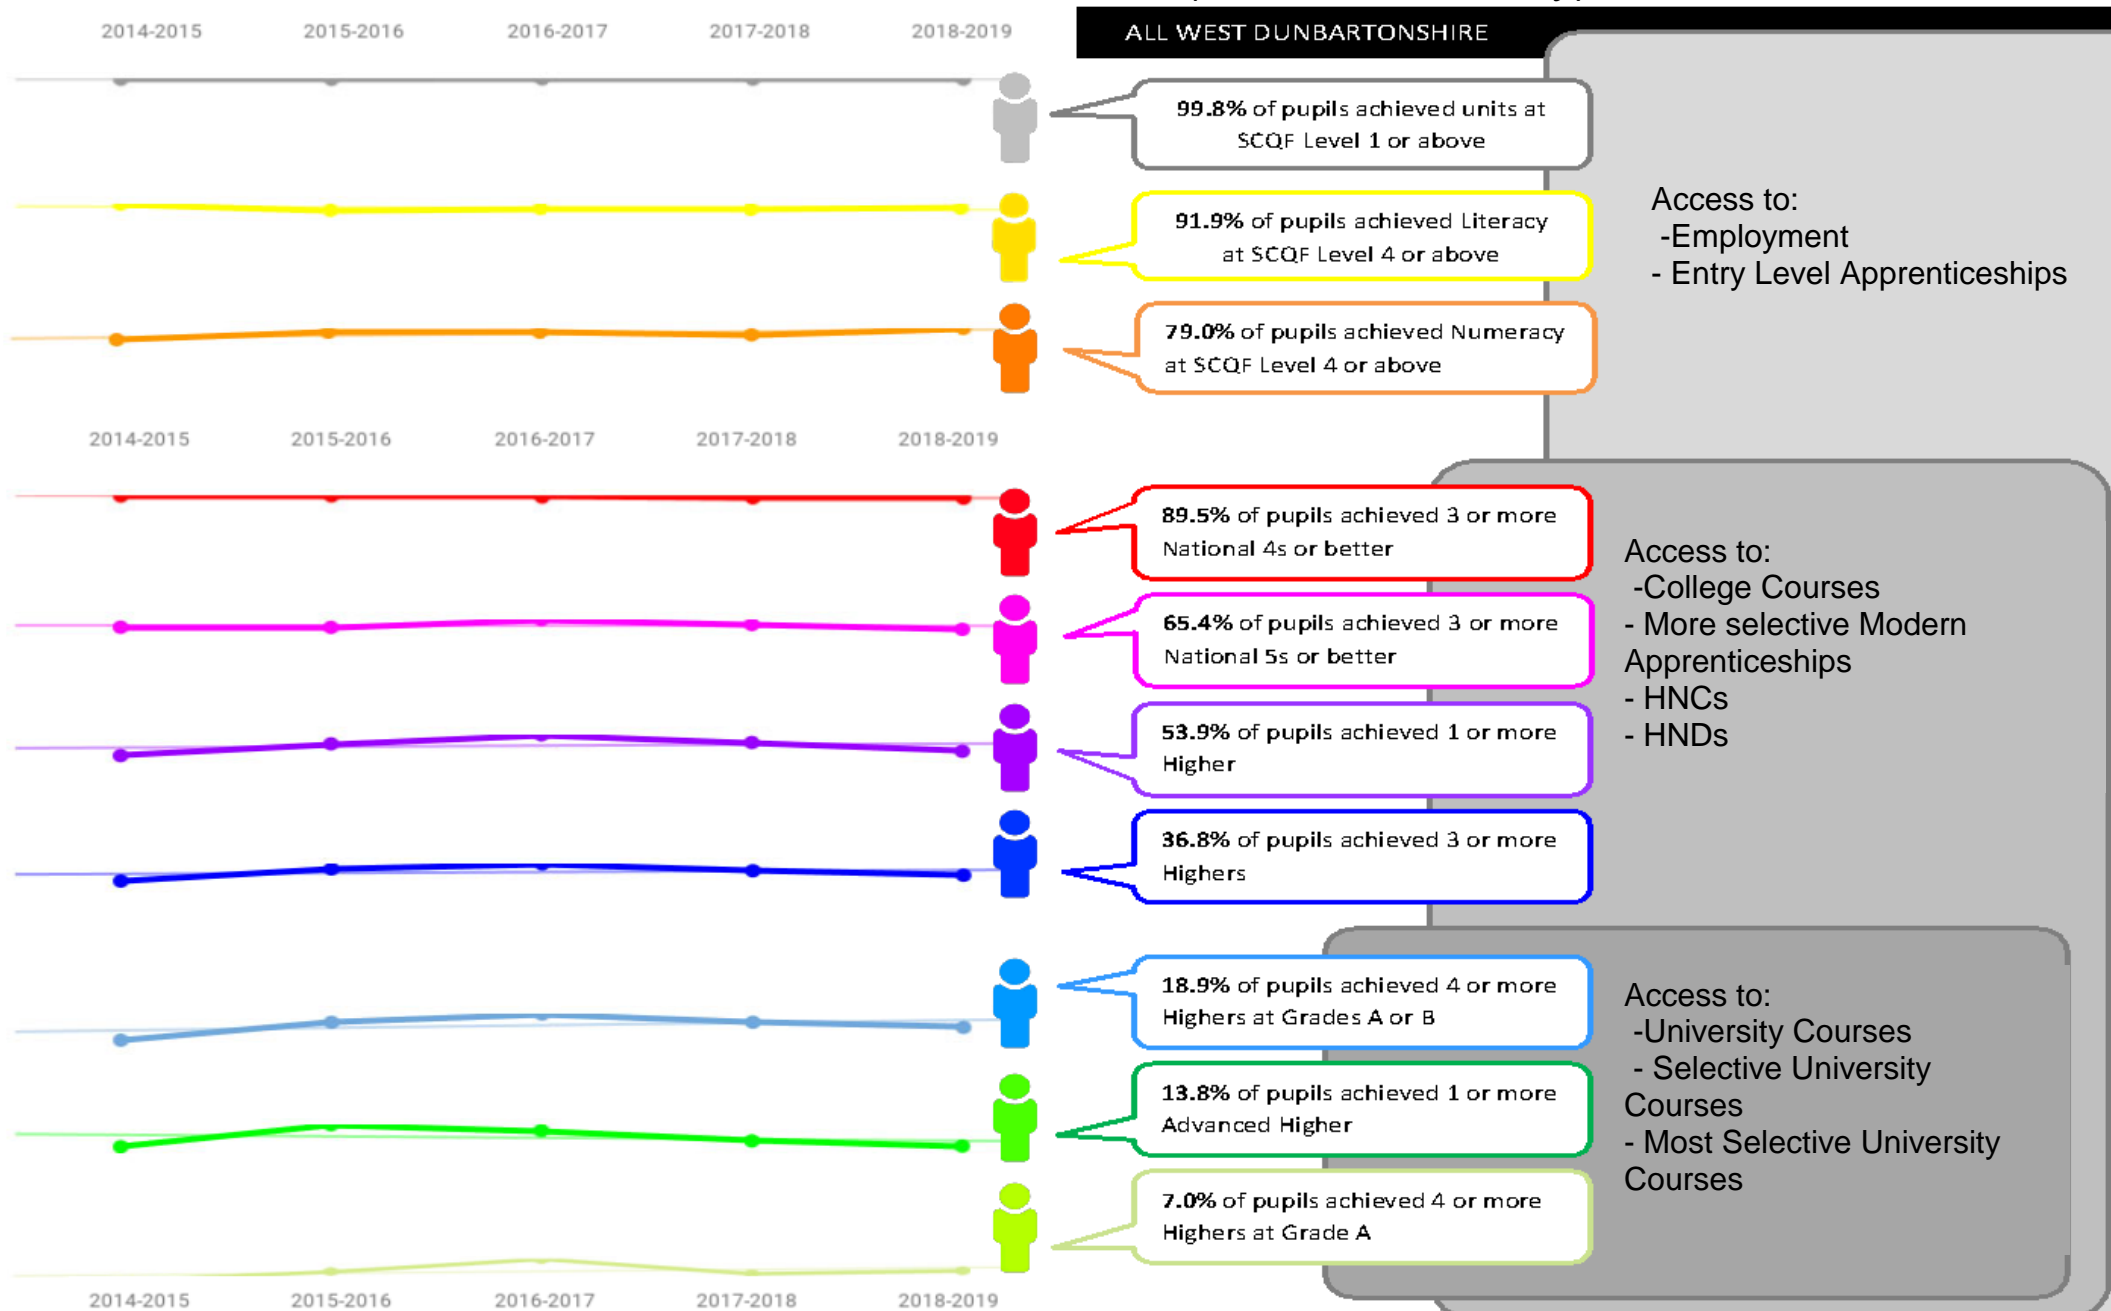 2014-2015 2015-2016 2016-2017 2017-2018 2018-2019
ALL WEST DUNBARTONSHIRE
99.8% of pupils achieved units at
SCQF Level 1 or above
91.9% of pupils achieved Literacy
at SCQF Level 4 or above
79.0% of pupils achieved Numeracy
at SCQF Level 4 or above
Access to:
-Employment
- Entry Level Apprenticeships
2014-2015 2015-2016 2016-2017 2017-2018 2018-2019
89.5% of pupils achieved 3 or more
National 4s or better
65.4% of pupils achieved 3 or more
National 5s or better
53.9% of pupils achieved 1 or more
Higher
36.8% of pupils achieved 3 or more
Highers
Access to:
-College Courses
- More selective Modern
Apprenticeships
- HNCs
- HNDs
18.9% of pupils achieved 4 or more
Highers at Grades A or B
13.8% of pupils achieved 1 or more
Advanced Higher
7.0% of pupils achieved 4 or more
Highers at Grade A
Access to:
-University Courses
- Selective University
Courses
- Most Selective University
Courses
2014-2015 2015-2016 2016-2017 2017-2018 2018-2019